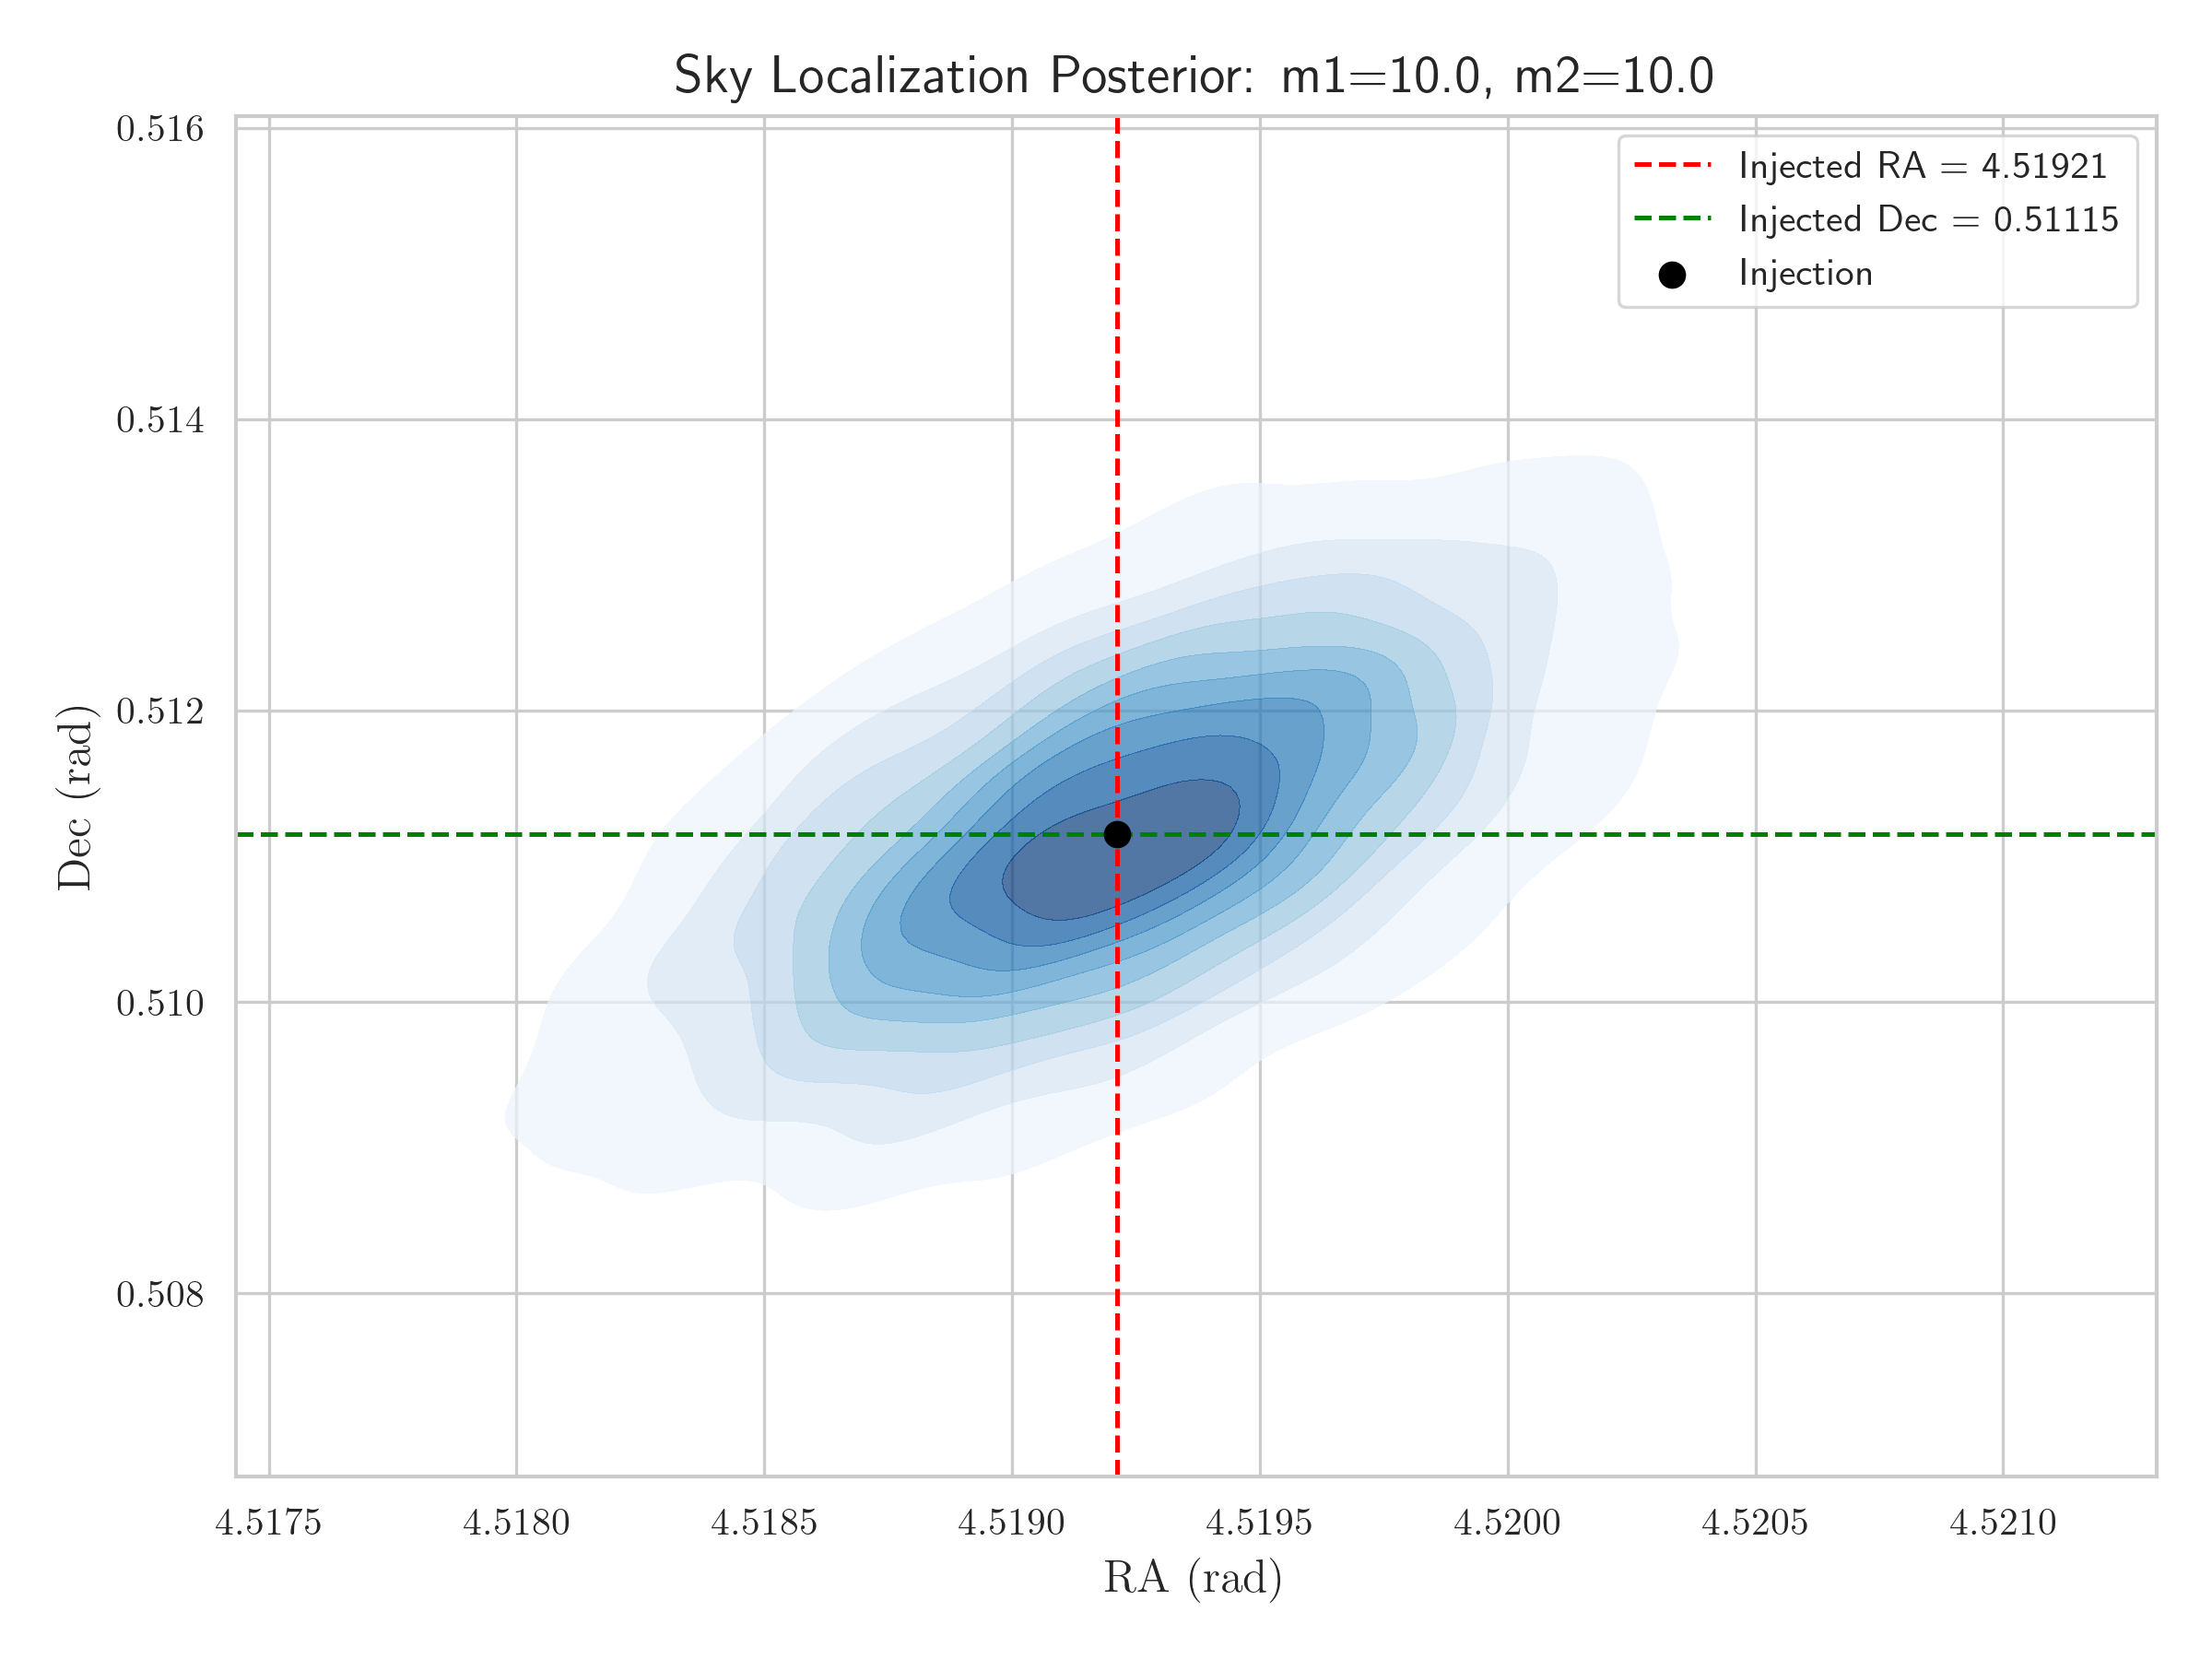 Sky Localization Posterior: m1=10.0, m2=10.0
Injected RA = 4.51921
Injected Dec = 0.51115
Injection
Dec (rad)
0.516
0.514
0.512
0.510
0.508
4.5175 4.5180 4.5185 4.5190 4.5195 4.5200 4.5205 4.5210
RA (rad)